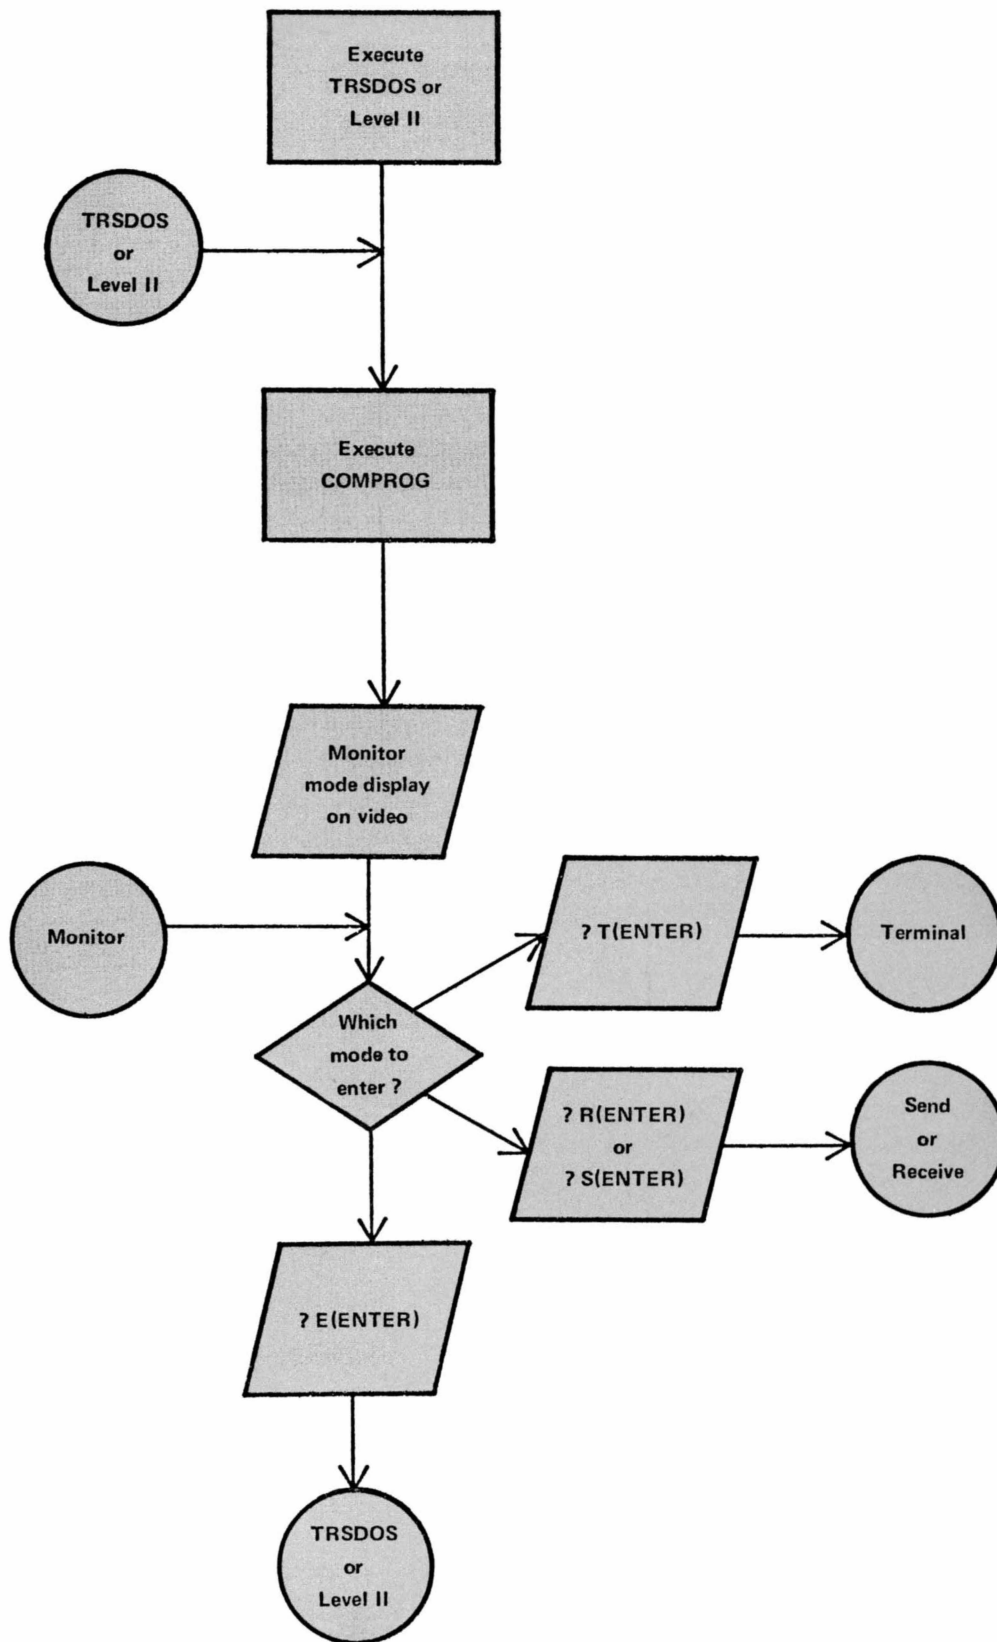 Execute
TRSDOS or
Level II
TRSDOS
or
Level II
Execute
COMPROG
Monitor
mode display
on video
Monitor
? T(ENTER)
Terminal
Which
mode to
enter ?
? R(ENTER)
or
? S(ENTER)
Send
or
Receive
? E(ENTER)
TRSDOS
or
Level II